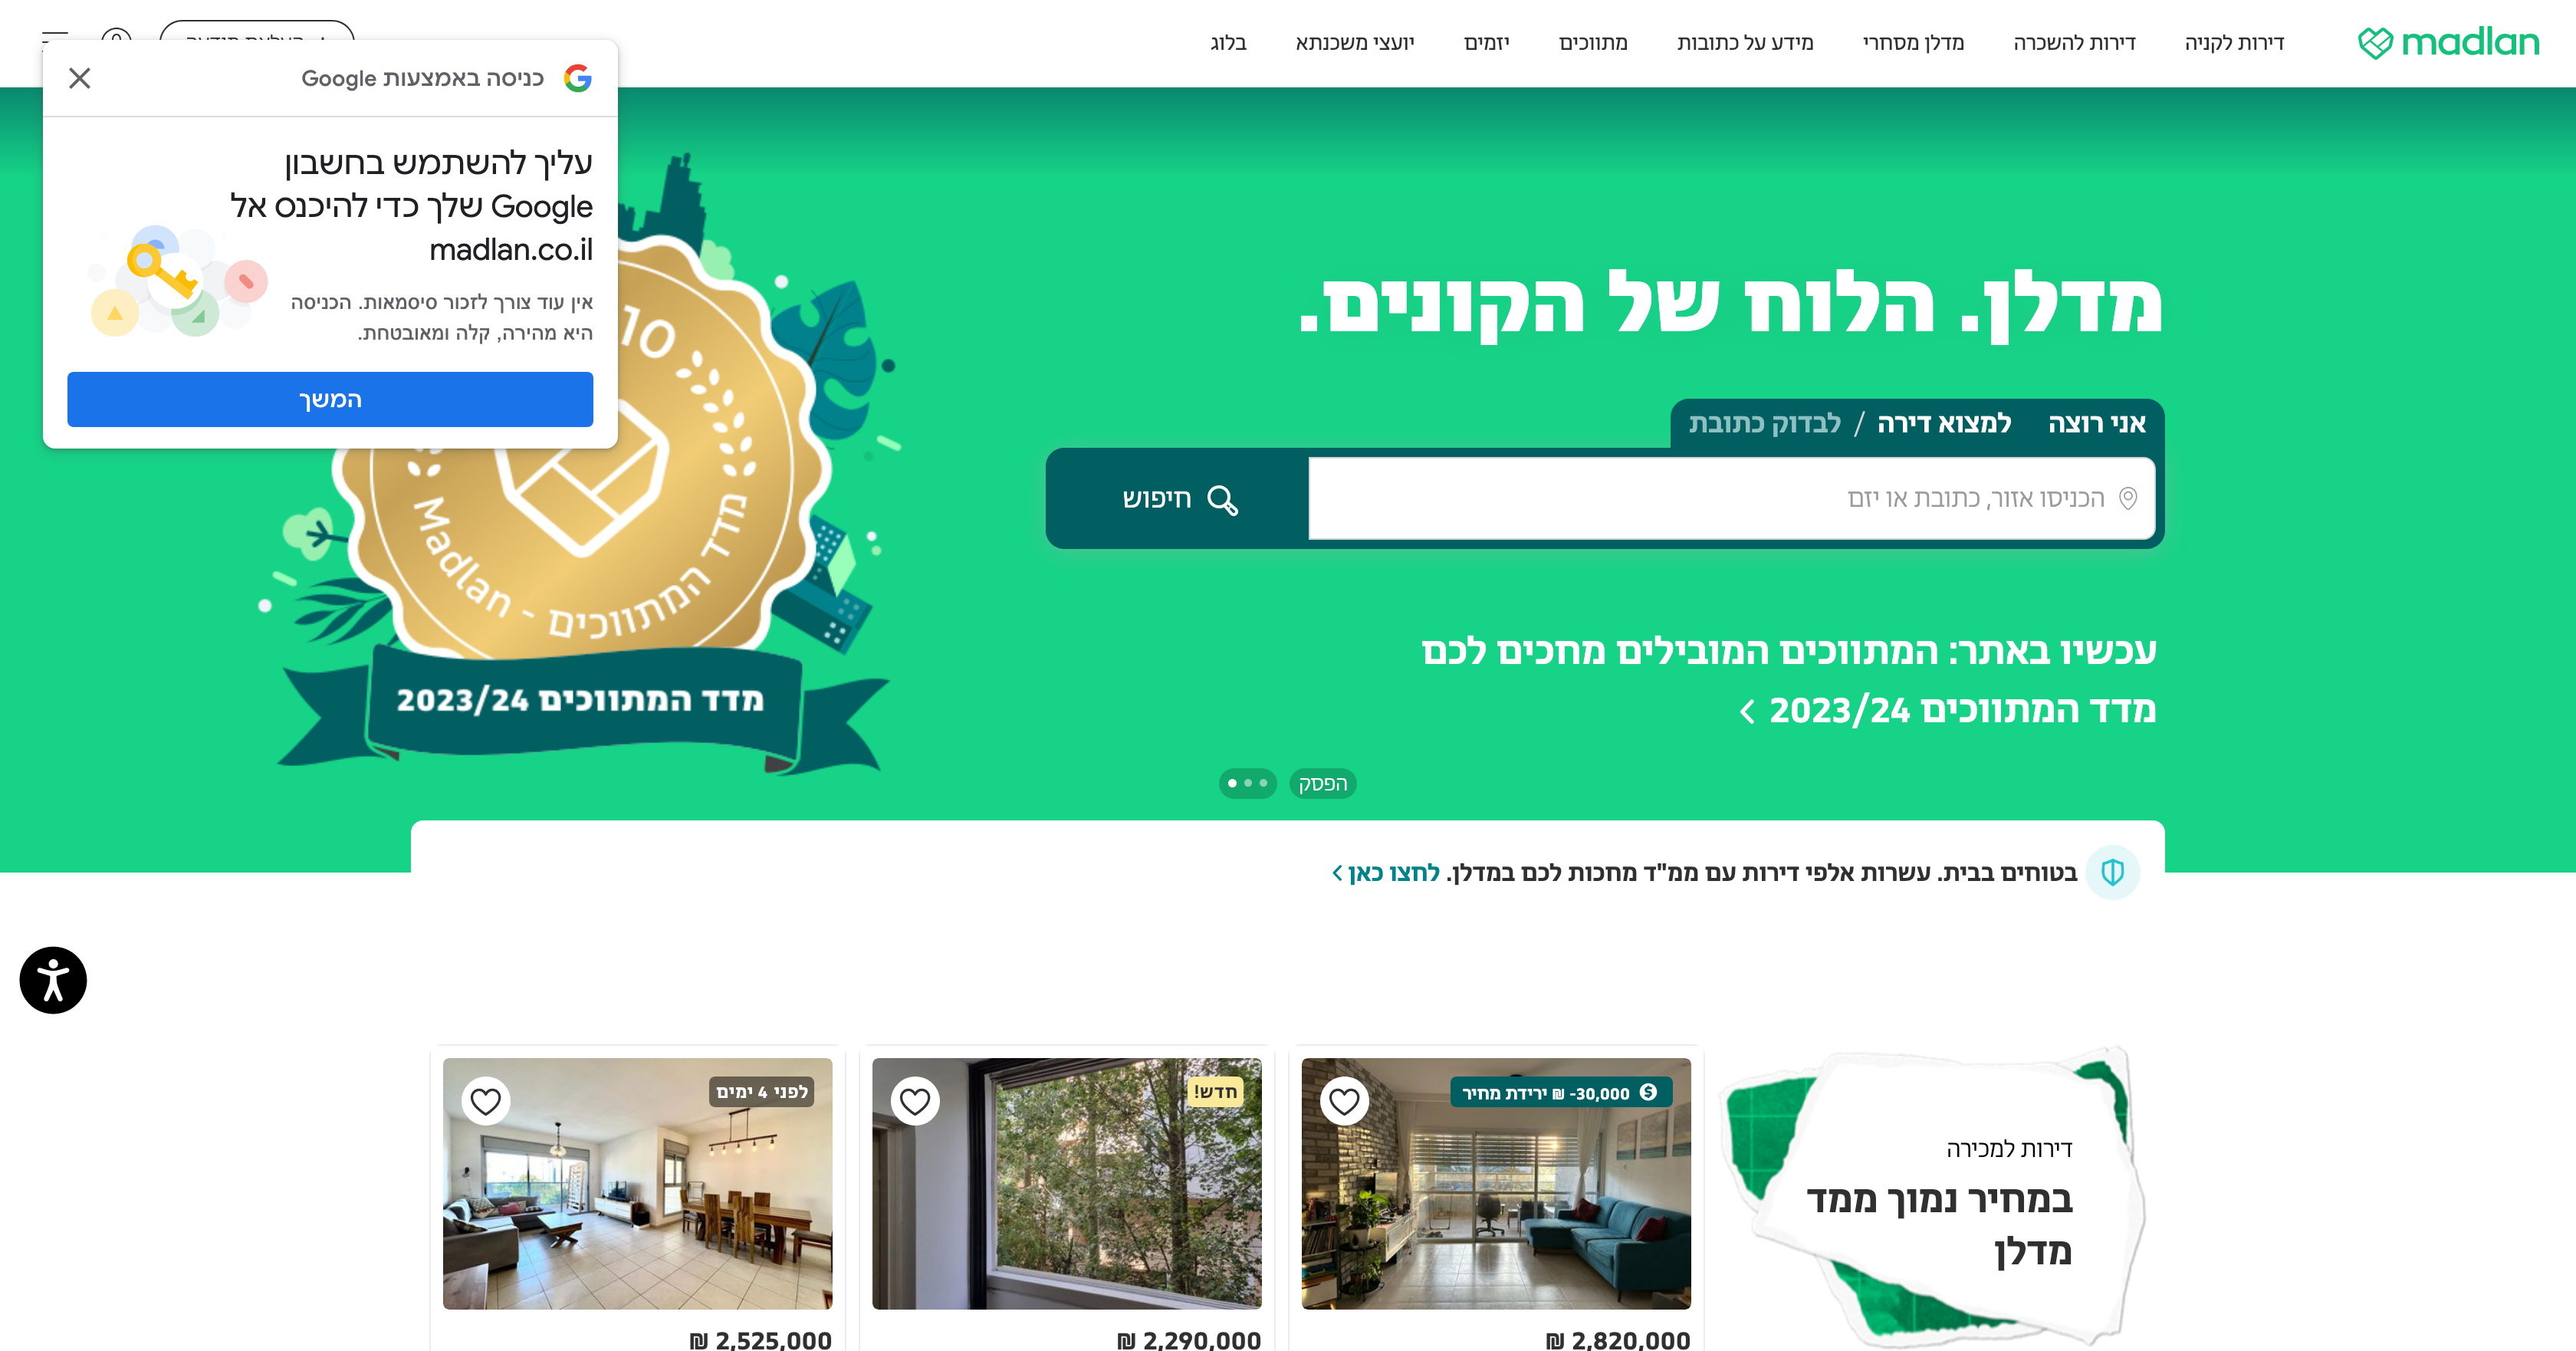 madlan
דירות לקניה
דירות להשכרה
מדלן מסחרי
מידע על כתובות
מתווכים
יזמים
יועצי משכנתא
בלוג
כניסה באמצעות Google
עליך להשתמש בחשבון
Google שלך כדי להיכנס אל
madlan.co.il
אין עוד צורך לזכור סיסמאות. הכניסה
היא מהירה, קלה ומאובטחת.
המשך
מדלן. הלוח של הקונים.
אני רוצה למצוא דירה / לבדוק כתובת
הכניסו אזור, כתובת או יזם
חיפוש
עכשיו באתר: המתווכים המובילים מחכים לכם
מדד המתווכים 2023/24
10
מדד המתווכים - Madlan
מדד המתווכים 2023/24
הפסק
בטוחים בבית. עשרות אלפי דירות עם ממ"ד מחכות לכם במדלן. לחצו כאן
דירות למכירה
במחיר נמוך ממד
מדלן
30,000- ₪ ירידת מחיר
2,820,000 ₪
חדש!
2,290,000 ₪
לפני 4 ימים
2,525,000 ₪